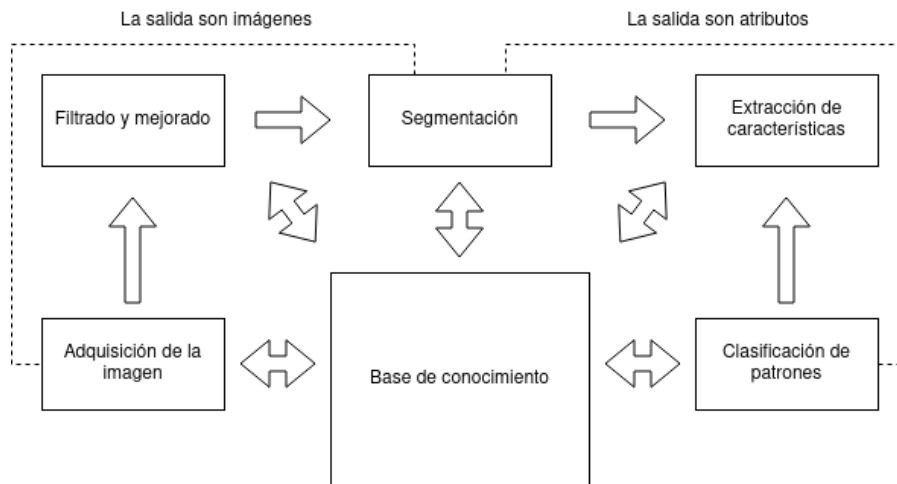 La salida son imágenes
La salida son atributos
Filtrado y mejorado
Segmentación
Extracción de
características
Adquisición de la
imagen
Base de conocimiento
Clasificación de
patrones